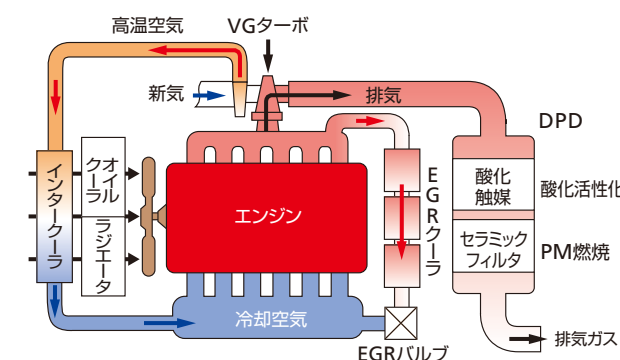 高温空気
VGターボ
新気
排気
DPD
インタークーラ
オイル
クーラ
ラジエータ
エンジン
EGRクーラ
酸化
触媒
酸化活性化
セラミック
フィルタ
PM燃焼
冷却空気
EGRバルブ
排気ガス